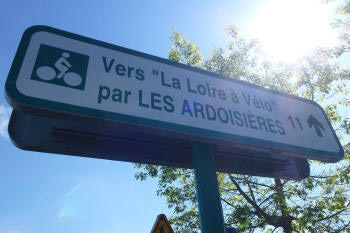 Vers "La Loire à Vélo"
par LES ARDOISIÈRES 11